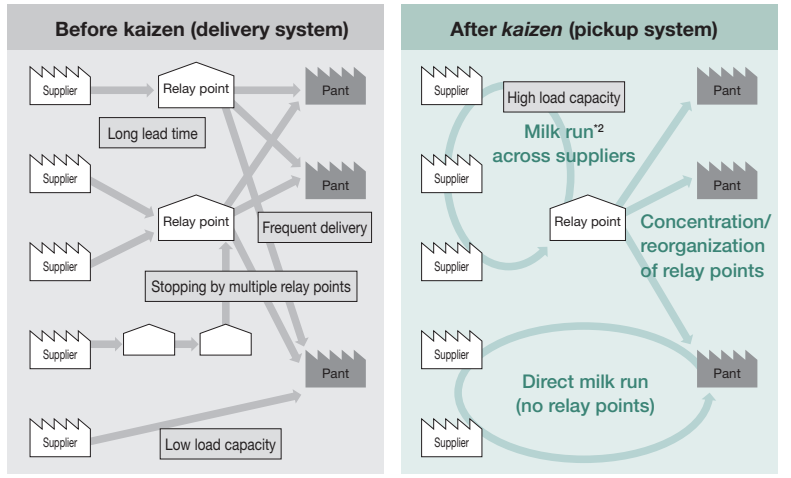 Before kaizen (delivery system)
Supplier
Relay point
Pant
Long lead time
Supplier
Pant
Relay point
Frequent delivery
Supplier
Stopping by multiple relay points
Supplier
Pant
Supplier
Low load capacity
After kaizen (pickup system)
Supplier
High load capacity
Pant
Milk run*2
across suppliers
Supplier
Pant
Relay point
Concentration/
reorganization
of relay points
Supplier
Supplier
Pant
Direct milk run
(no relay points)
Supplier